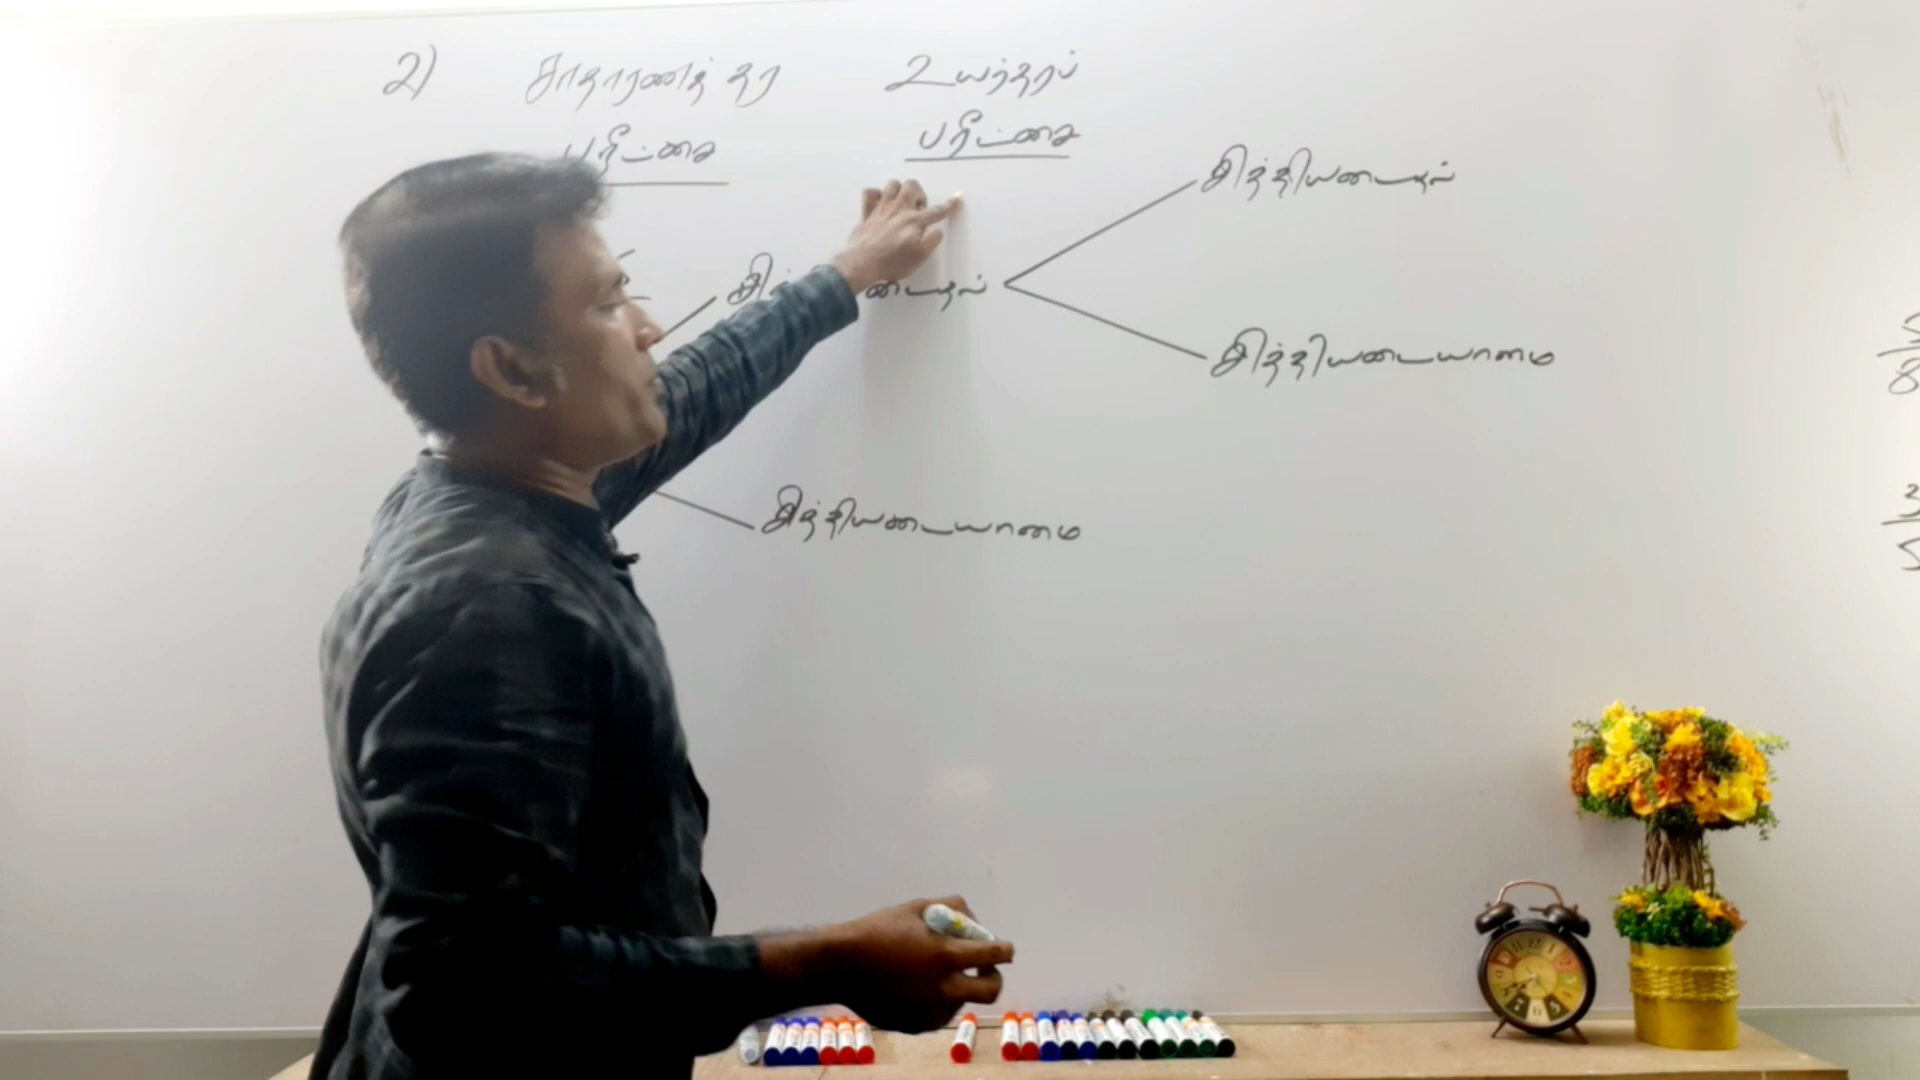 2) சாதாரணத் தர உயர்தரப்
பரீட்சை பரீட்சை
சித்தியடைதல்
சித்தியடையாமை
சித்தியடையாமை